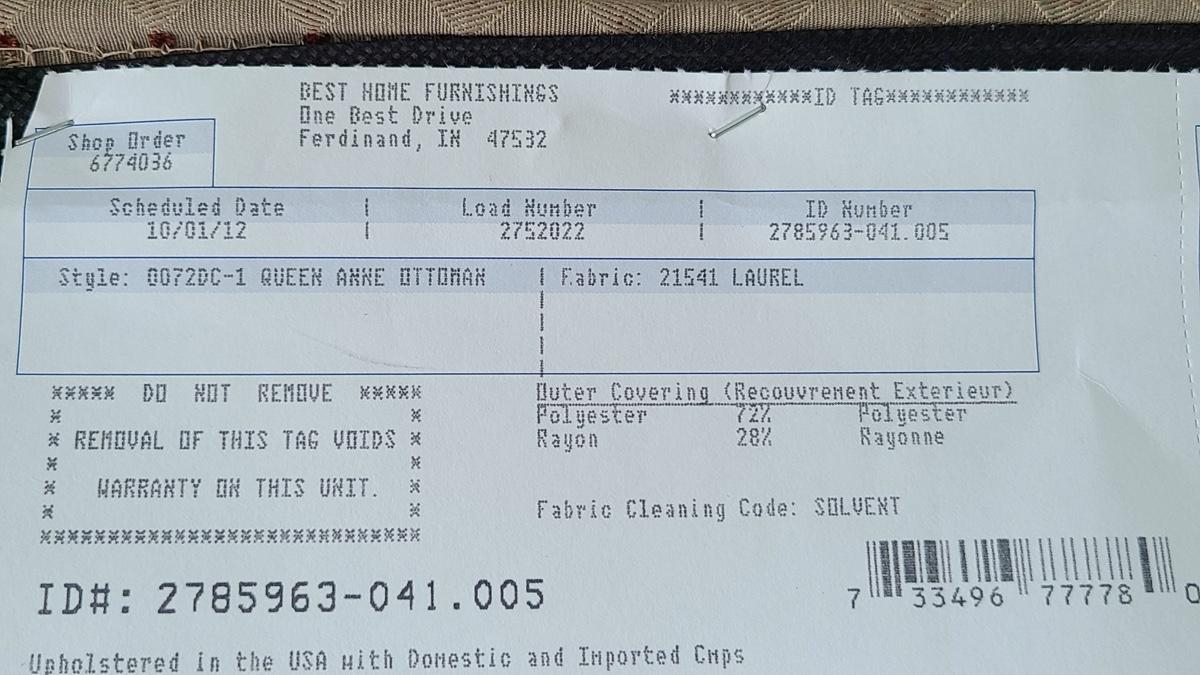 BEST HOME FURNISHINGS
************ID TAG************
One Best Drive
Ferdinand, IN 47532
Shop Order
6774036
Scheduled Date | Load Number | ID Number
10/01/12 | 2752022 | 2785963-041.005
Style: 0072DC-1 QUEEN ANNE OTTOMAN | Fabric: 21541 LAUREL
***** DO NOT REMOVE *****
* REMOVAL OF THIS TAG VOIDS *
* WARRANTY ON THIS UNIT. *
******************************
Outer Covering (Recouvrement Exterieur)
Polyester 72% Polyester
Rayon 28% Rayonne
Fabric Cleaning Code: SOLVENT
ID#: 2785963-041.005
7 33496 77778 0
Upholstered in the USA with Domestic and Imported Cmps